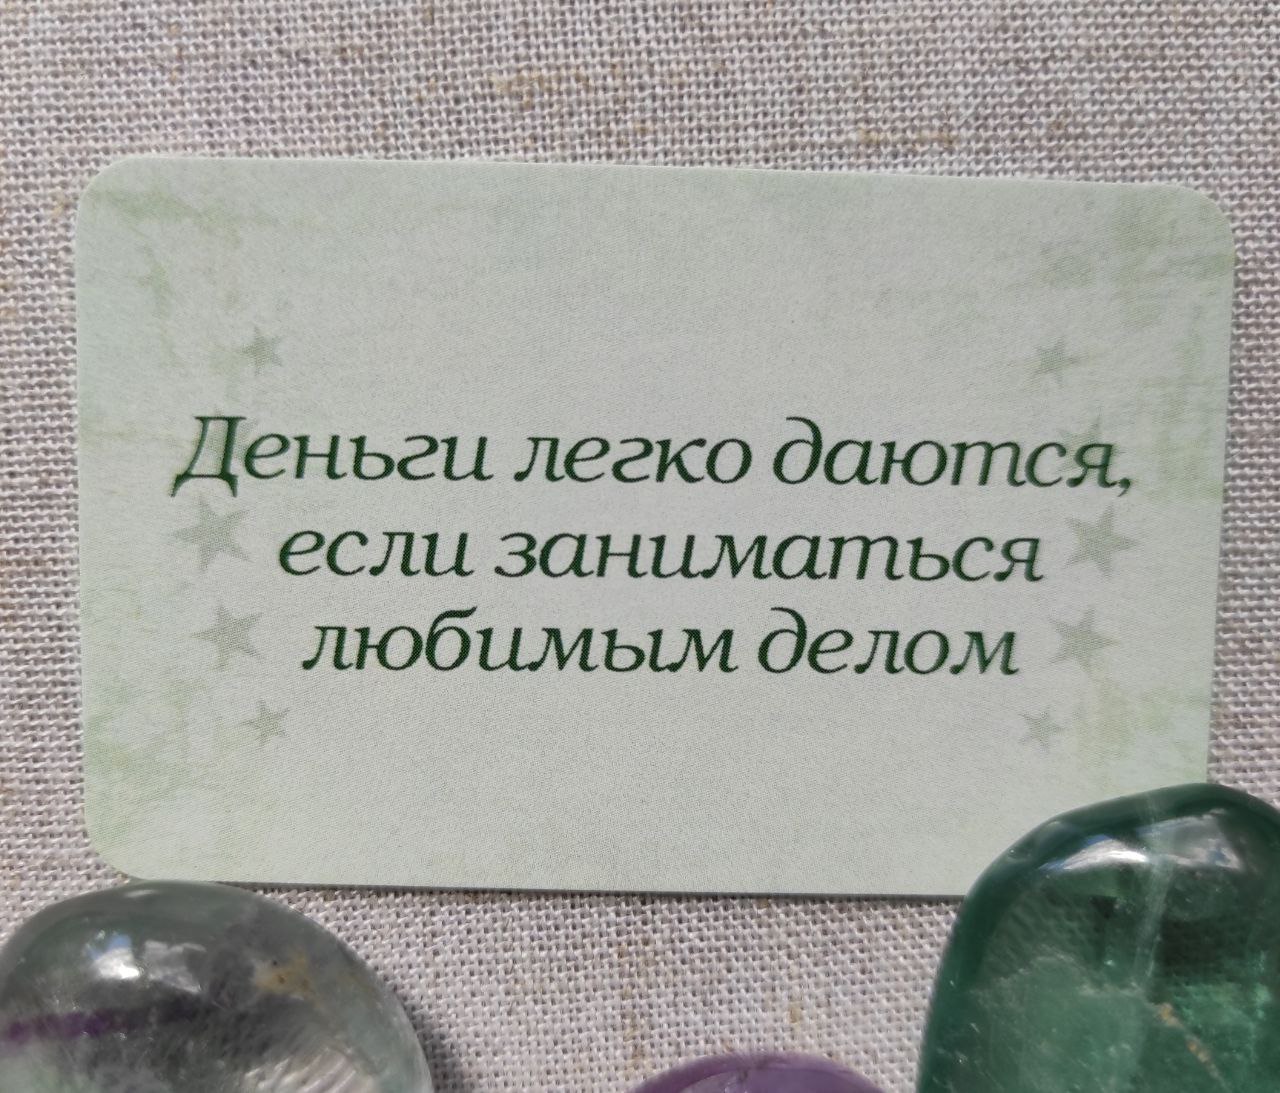 Деньги легко даются,
если заниматься
любимым делом